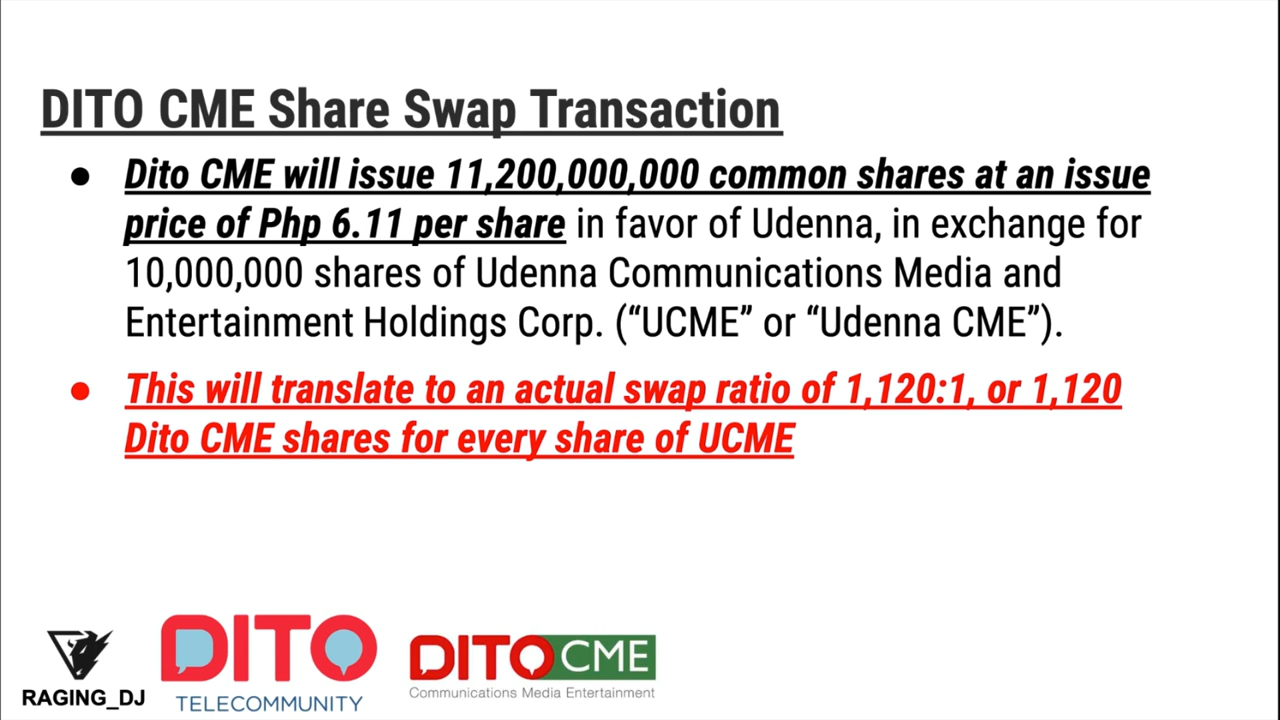 DITO CME Share Swap Transaction
● Dito CME will issue 11,200,000,000 common shares at an issue
price of Php 6.11 per share in favor of Udenna, in exchange for
10,000,000 shares of Udenna Communications Media and
Entertainment Holdings Corp. (“UCME” or “Udenna CME”).
● This will translate to an actual swap ratio of 1,120:1, or 1,120
Dito CME shares for every share of UCME
RAGING_DJ
DITO
TELECOMMUNITY
DITO CME
Communications Media Entertainment